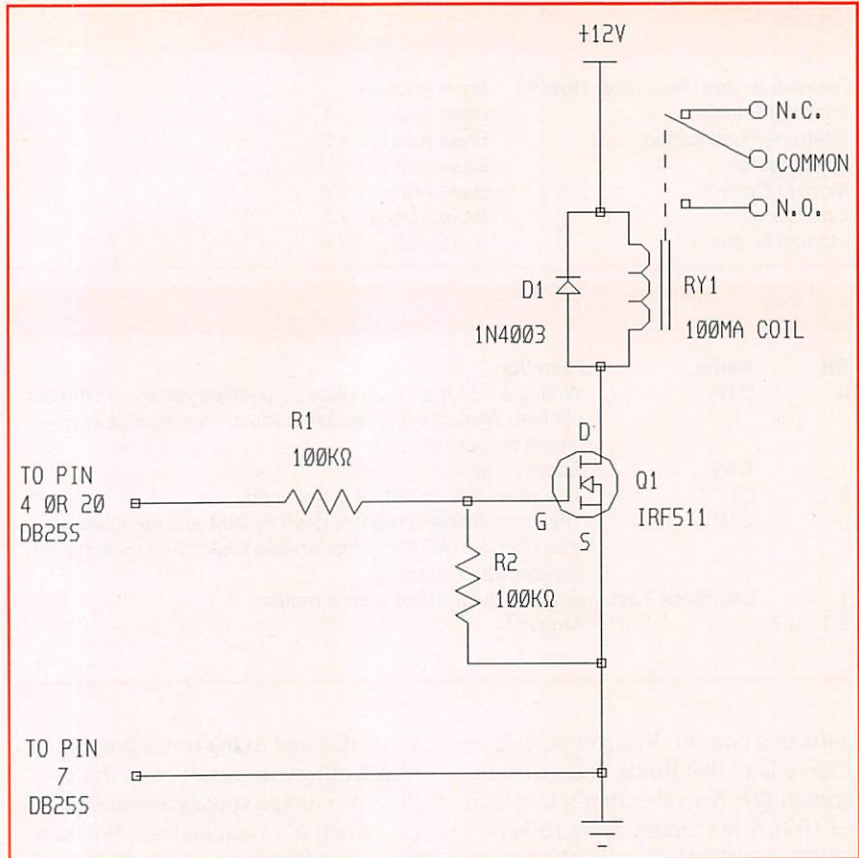 +12V
N.C.
COMMON
N.O.
D1
1N4003
RY1
100MA COIL
R1
100KΩ
D
TO PIN
4 0R 20
DB25S
G
S
Q1
IRF511
R2
100KΩ
TO PIN
7
DB25S